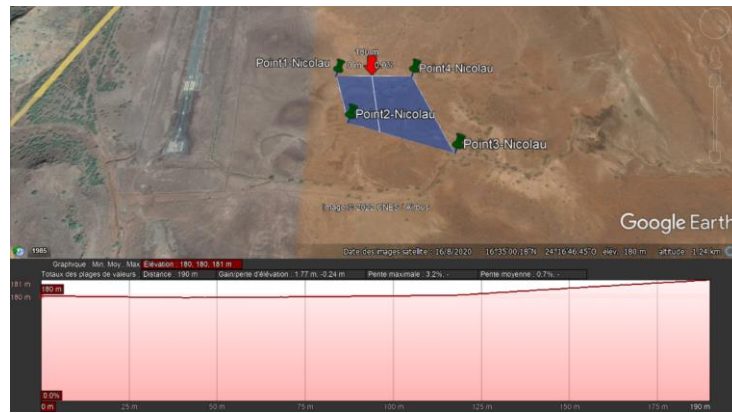 180 m
Point1-Nicolau
Point4-Nicolau
Point2-Nicolau
Point3-Nicolau
Image © 2022 CNES / Airbus
Google Earth
1985
Date des images satellite : 16/8/2020 16°35'00.18"N 24°16'46.45"O élév. 180 m altitude 1.24 km
Graphique : Min, Moy, Max Élévation : 180, 180, 181 m
Totaux des plages de valeurs : Distance : 190 m Gain/perte d'élévation : 1.77 m, -0.24 m Pente maximale : 3.2%, - Pente moyenne : 0.7%, -
181 m
180 m
180 m
0.0%
0 m 25 m 50 m 75 m 100 m 125 m 150 m 175 m 190 m